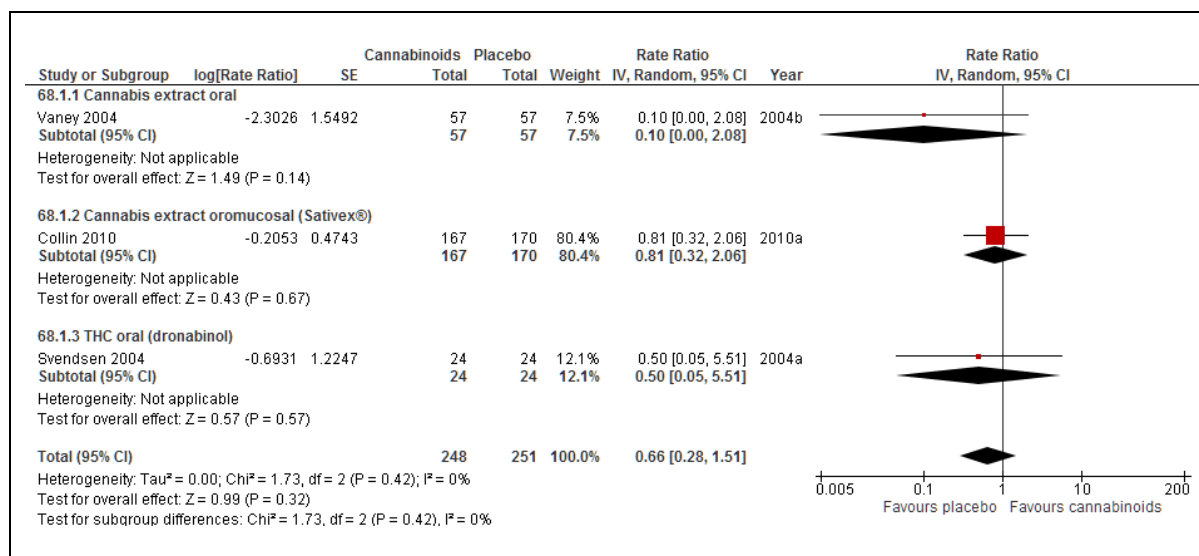 Cannabinoids Placebo Rate Ratio Rate Ratio
Study or Subgroup log[Rate Ratio] SE Total Total Weight IV, Random, 95% CI Year IV, Random, 95% CI
68.1.1 Cannabis extract oral
Vaney 2004 -2.3026 1.5492 57 57 7.5% 0.10 [0.00, 2.08] 2004b
Subtotal (95% CI) 57 57 7.5% 0.10 [0.00, 2.08]
Heterogeneity: Not applicable
Test for overall effect: Z = 1.49 (P = 0.14)
68.1.2 Cannabis extract oromucosal (Sativex®)
Collin 2010 -0.2053 0.4743 167 170 80.4% 0.81 [0.32, 2.06] 2010a
Subtotal (95% CI) 167 170 80.4% 0.81 [0.32, 2.06]
Heterogeneity: Not applicable
Test for overall effect: Z = 0.43 (P = 0.67)
68.1.3 THC oral (dronabinol)
Svendsen 2004 -0.6931 1.2247 24 24 12.1% 0.50 [0.05, 5.51] 2004a
Subtotal (95% CI) 24 24 12.1% 0.50 [0.05, 5.51]
Heterogeneity: Not applicable
Test for overall effect: Z = 0.57 (P = 0.57)
Total (95% CI) 248 251 100.0% 0.66 [0.28, 1.51]
Heterogeneity: Tau² = 0.00; Chi² = 1.73, df = 2 (P = 0.42); I² = 0%
Test for overall effect: Z = 0.99 (P = 0.32)
Test for subgroup differences: Chi² = 1.73, df = 2 (P = 0.42), I² = 0%
0.005 0.1 1 10 200
Favours placebo Favours cannabinoids